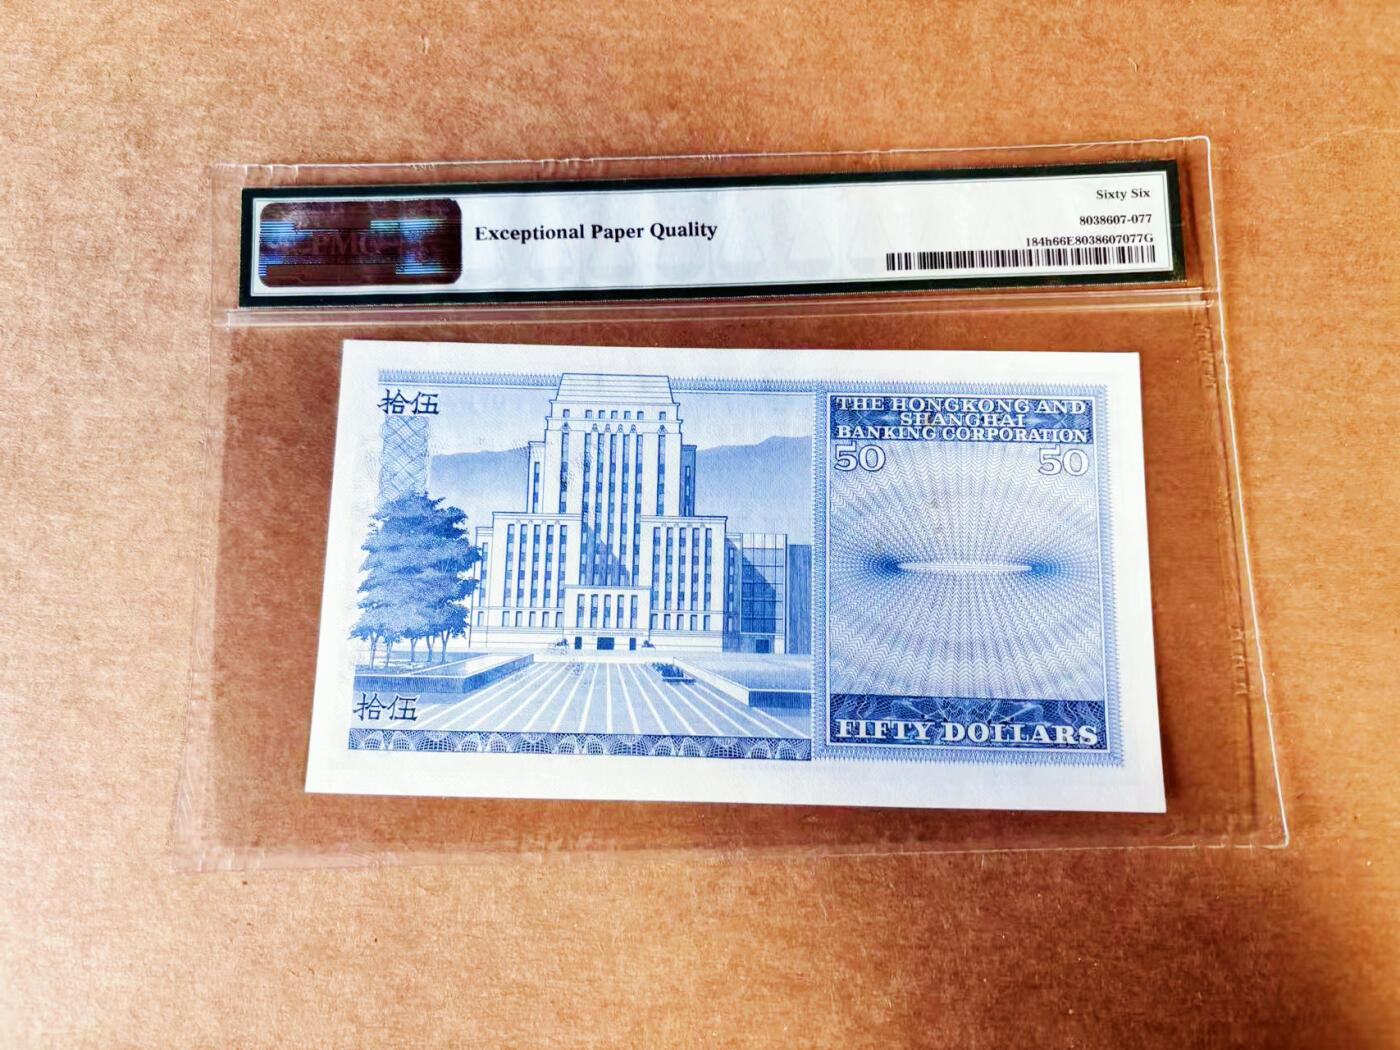 PMG
Exceptional Paper Quality
Sixty Six
8038607-077
184h66E8038607077G
拾伍
THE HONGKONG AND
SHANGHAI
BANKING CORPORATION
50 50
拾伍
FIFTY DOLLARS